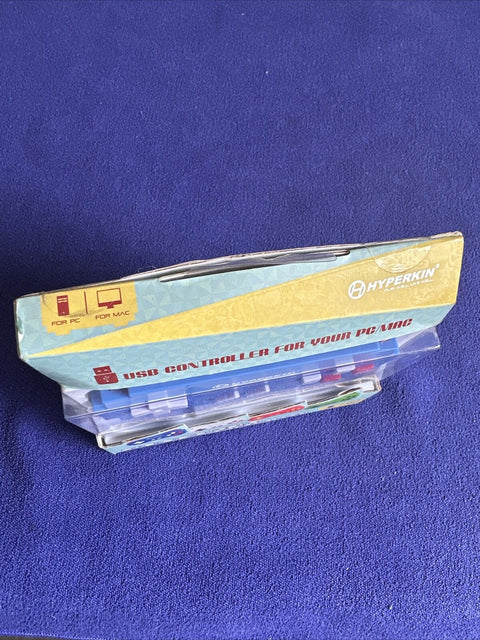 FOR PC
FOR MAC
HYPERKIN®
USB CONTROLLER FOR YOUR PC/MAC